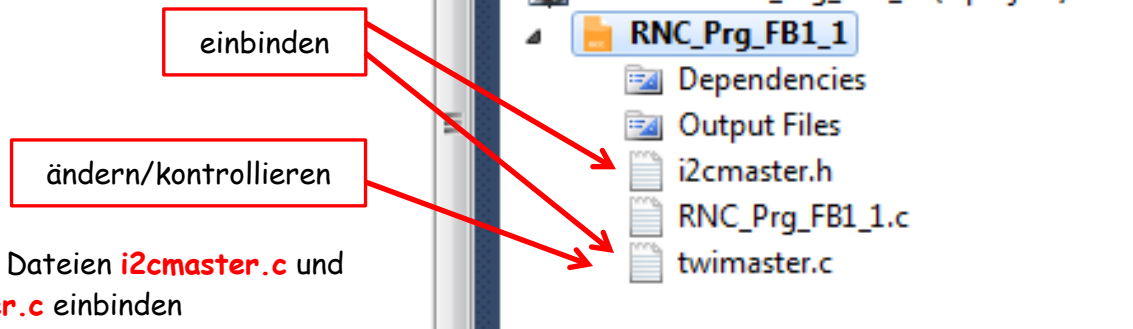 einbinden
ändern/kontrollieren
Dateien i2cmaster.c und
r.c einbinden
RNC_Prg_FB1_1
Dependencies
Output Files
i2cmaster.h
RNC_Prg_FB1_1.c
twimaster.c